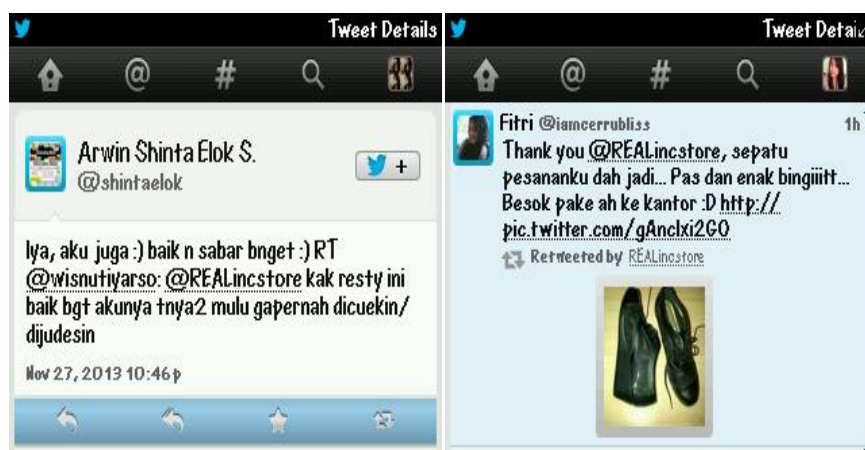 Tweet Details
@
#
Arwin Shinta Elok S.
@shintaelok
+
Iya, aku juga :) baik n sabar bnget :) RT
@wisnutiyarso: @REALincstore kak resty ini
baik bgt akunya tnya2 mulu gapernah dicuekin/
dijudesin
Nov 27, 2013 10:46p
Tweet Detai
@
#
Fitri @iamcerrubliss 1h
Thank you @REALincstore, sepatu
pesananku dah jadi... Pas dan enak bingiiitt...
Besok pake ah ke kantor :D http://
pic.twitter.com/gAnclxi2GO
Retweeted by REALincstore